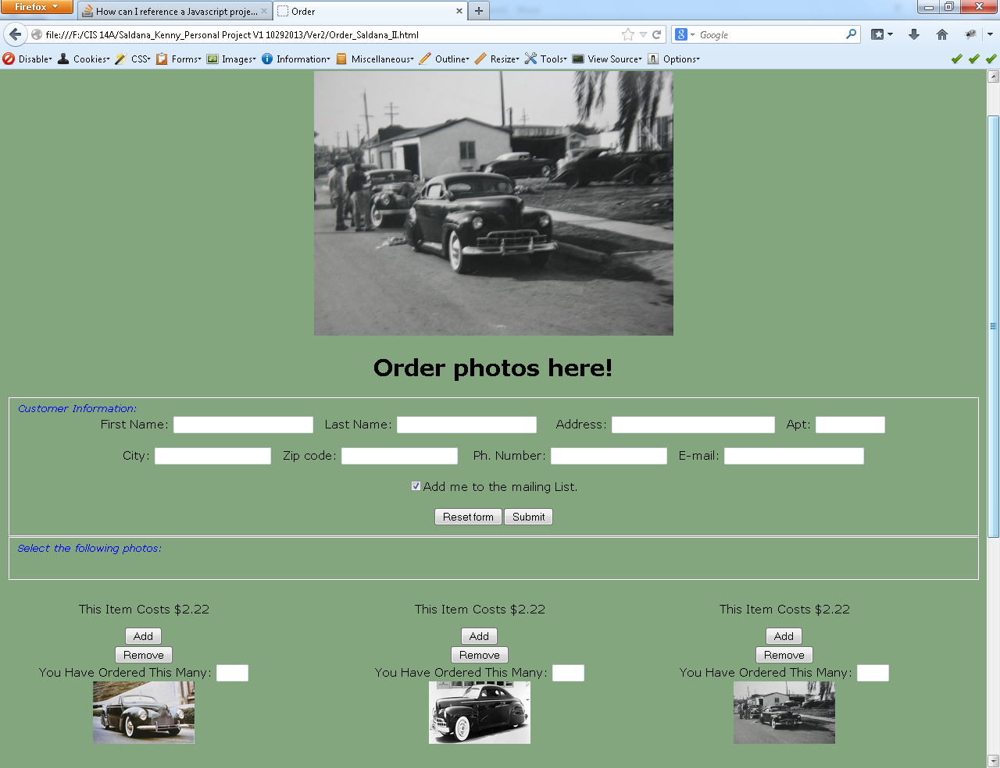 Firefox
How can I reference a Javascript proje...
Order
file:///F:/CIS 14A/Saldana_Kenny_Personal Project V1 10292013/Ver2/Order_Saldana_II.html
Google
Disable Cookies CSS Forms Images Information Miscellaneous Outline Resize Tools View Source Options
Order photos here!
Customer Information:
First Name: Last Name: Address: Apt:
City: Zip code: Ph. Number: E-mail:
Add me to the mailing List.
Reset form Submit
Select the following photos:
This Item Costs $2.22 This Item Costs $2.22 This Item Costs $2.22
Add Add Add
Remove Remove Remove
You Have Ordered This Many: You Have Ordered This Many: You Have Ordered This Many: